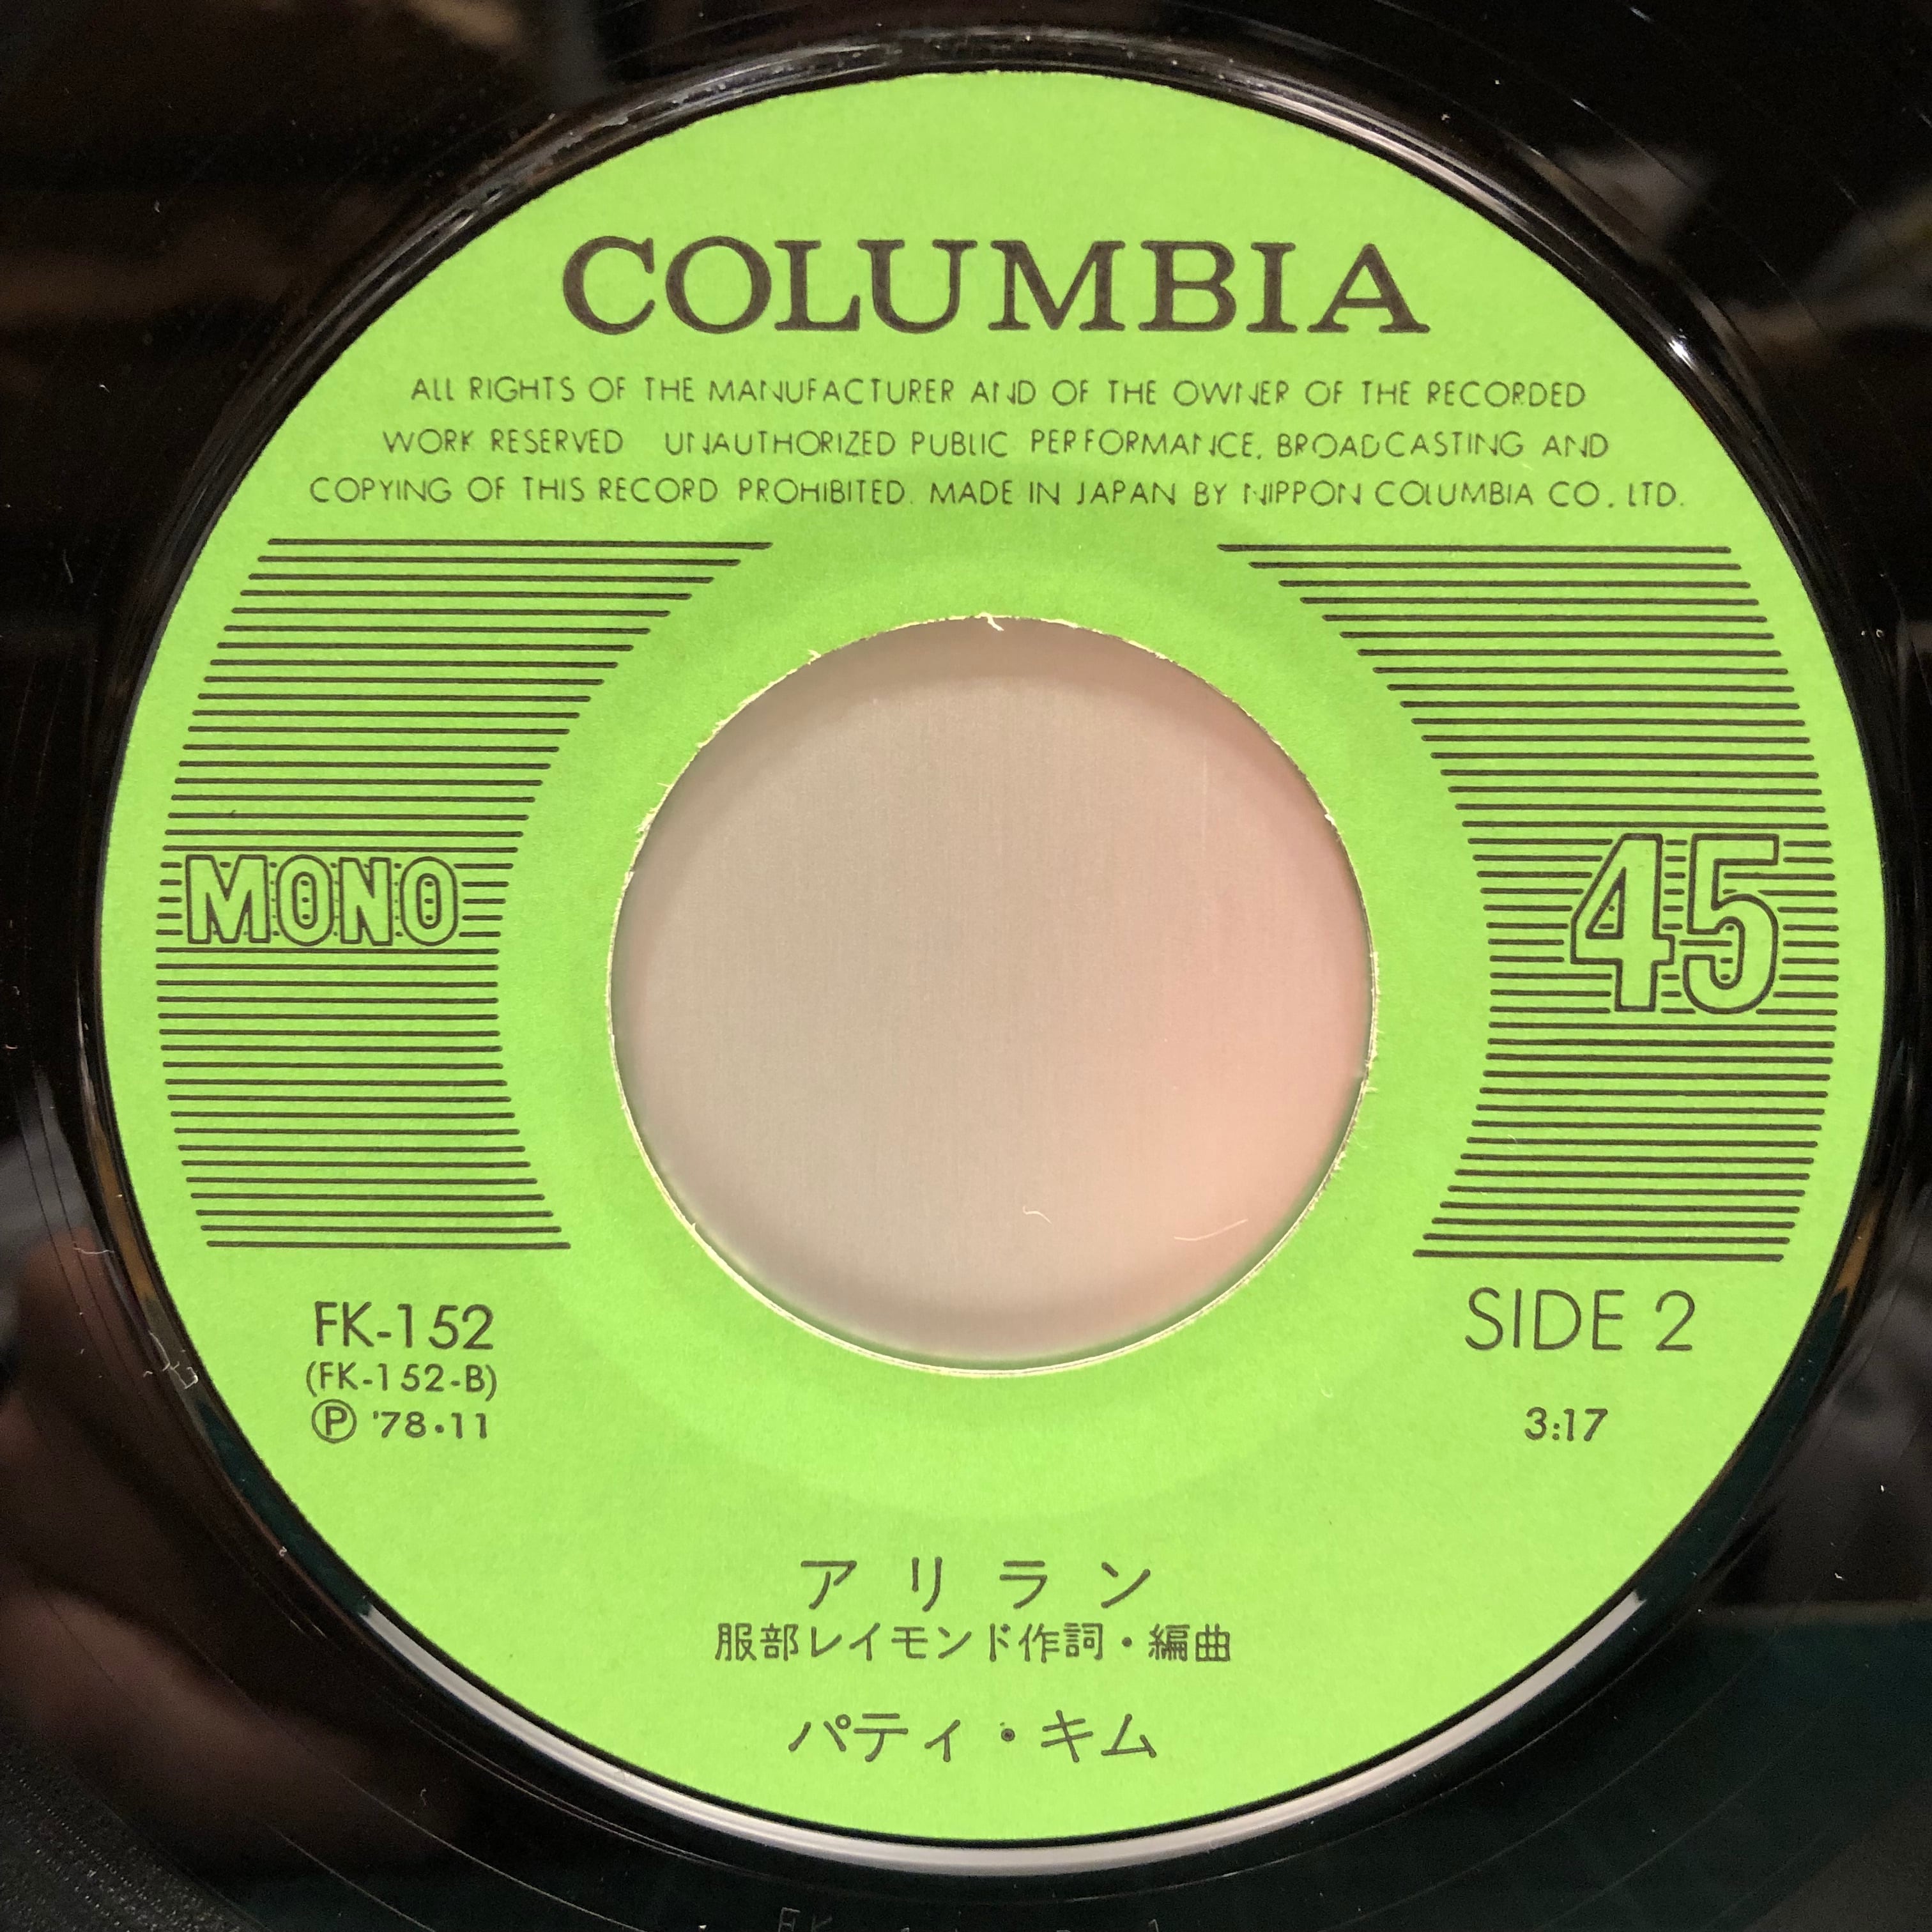 COLUMBIA
ALL RIGHTS OF THE MANUFACTURER AND OF THE OWNER OF THE RECORDED
WORK RESERVED UNAUTHORIZED PUBLIC PERFORMANCE, BROADCASTING AND
COPYING OF THIS RECORD PROHIBITED. MADE IN JAPAN BY NIPPON COLUMBIA CO., LTD.
MONO
45
FK-152
(FK-152-B)
Ⓟ '78・11
SIDE 2
3:17
アリラン
服部レイモンド作詞・編曲
パティ・キム